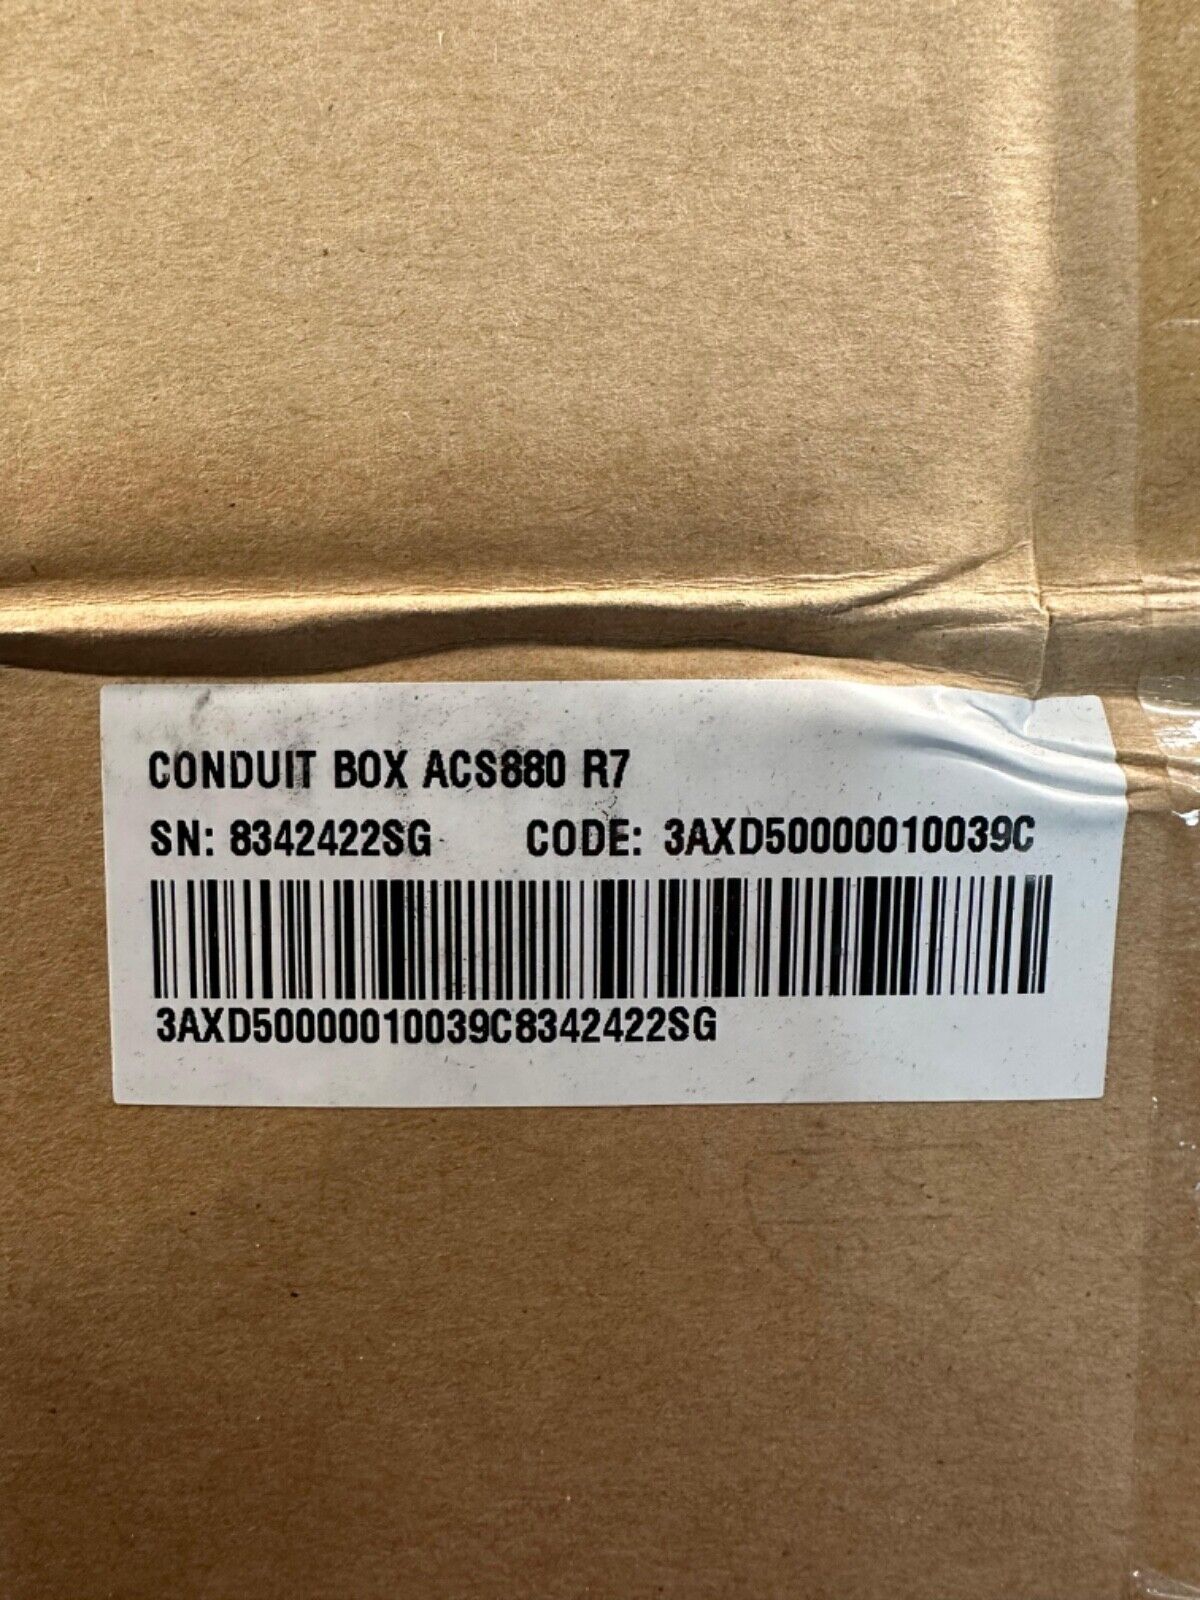 CONDUIT BOX ACS880 R7
SN: 8342422SG CODE: 3AXD50000010039C
3AXD50000010039C8342422SG